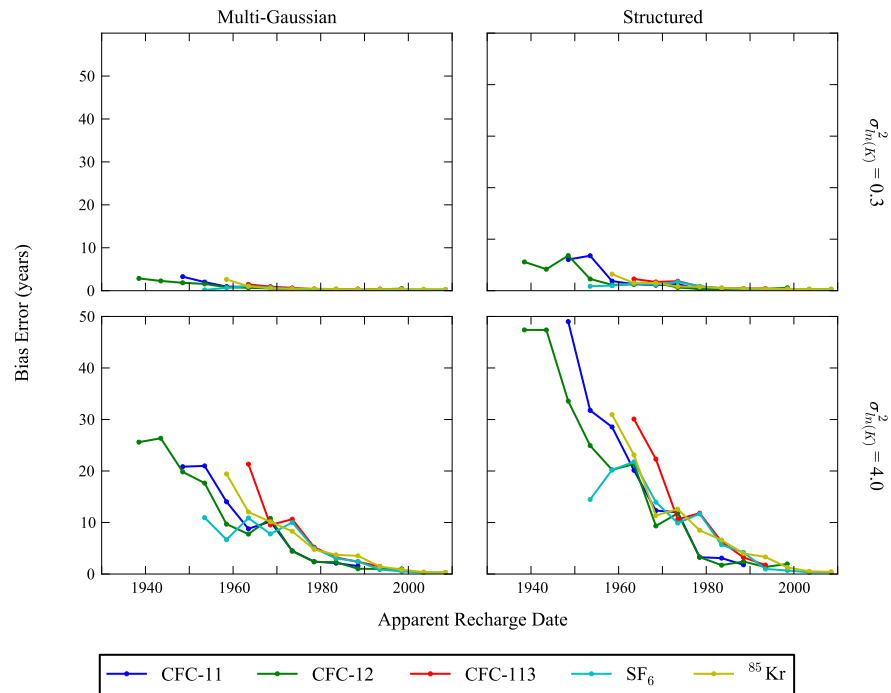 Multi-Gaussian Structured
50
40
30
20
10
0
σ²ln(K) = 0.3
Bias Error (years)
50
40
30
20
10
0
σ²ln(K) = 4.0
1940 1960 1980 2000 1940 1960 1980 2000
Apparent Recharge Date
CFC-11 CFC-12 CFC-113 SF₆ ⁸⁵Kr